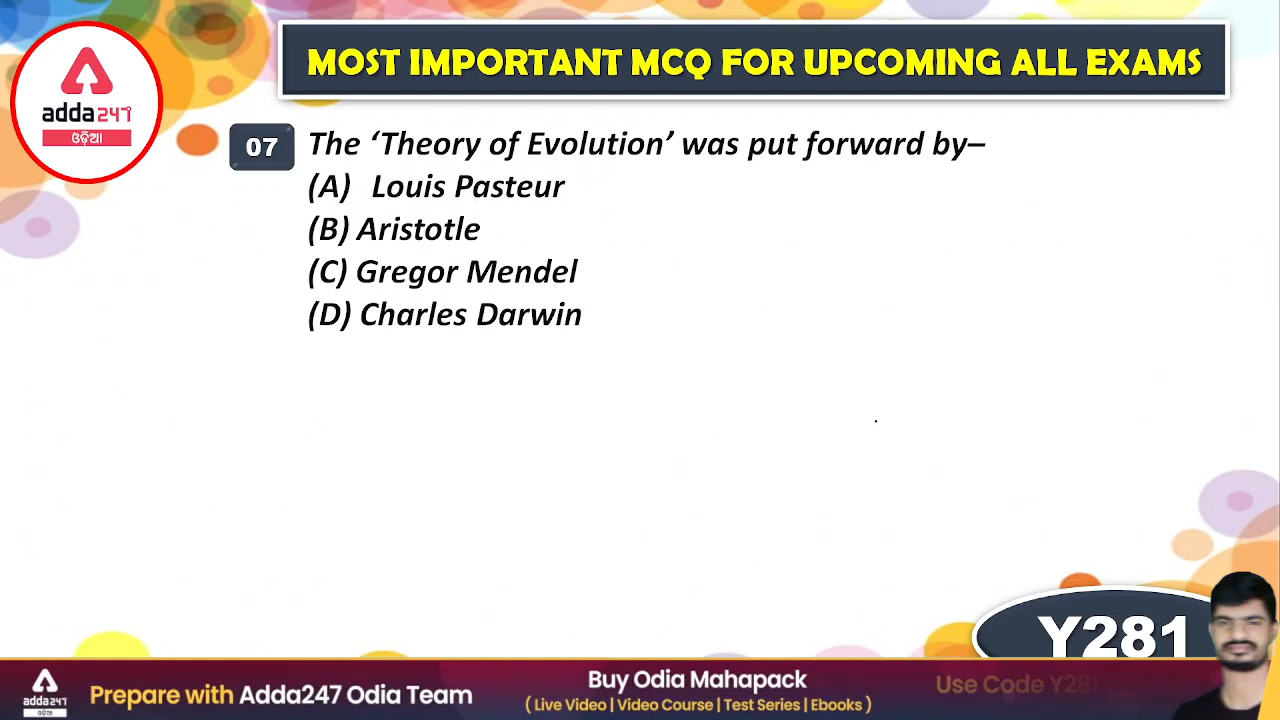 MOST IMPORTANT MCQ FOR UPCOMING ALL EXAMS
adda247
ଓଡ଼ିଆ
07 The ‘Theory of Evolution’ was put forward by–
(A) Louis Pasteur
(B) Aristotle
(C) Gregor Mendel
(D) Charles Darwin
Y281
adda247
ଓଡ଼ିଆ
Prepare with Adda247 Odia Team
Buy Odia Mahapack
( Live Video | Video Course | Test Series | Ebooks )
Use Code Y281